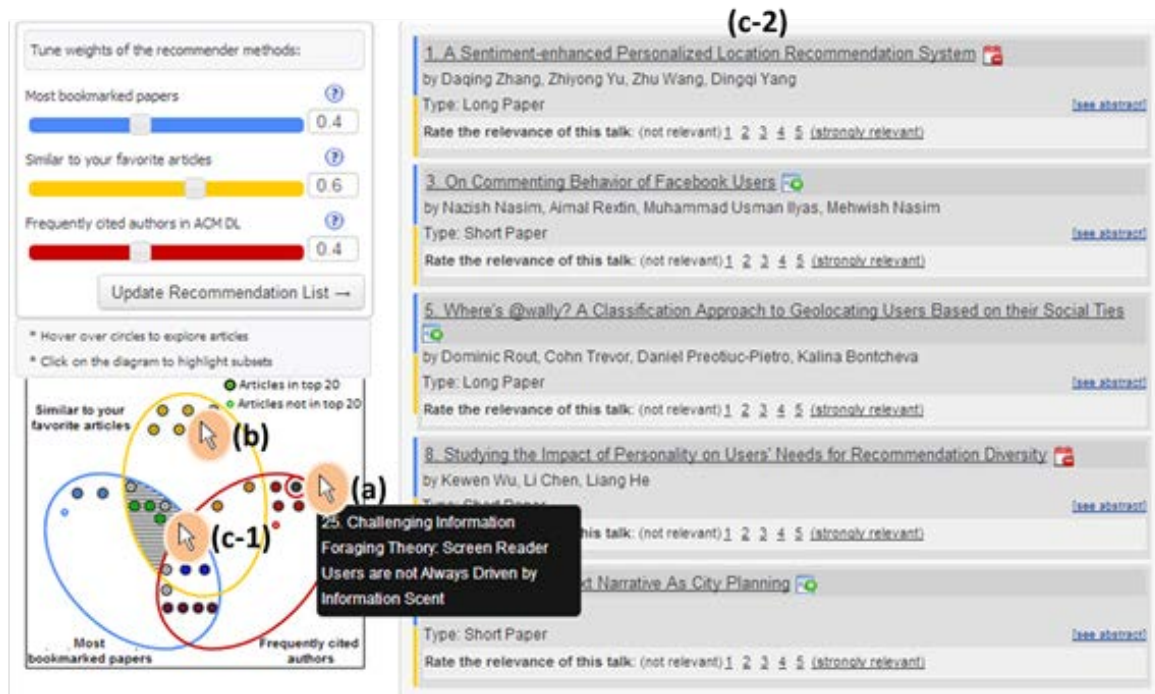 (c-2)
Tune weights of the recommender methods:
Most bookmarked papers
0.4
Similar to your favorite articles
0.6
Frequently cited authors in ACM DL
0.4
Update Recommendation List →
* Hover over circles to explore articles
* Click on the diagram to highlight subsets
Articles in top 20
Articles not in top 20
Similar to your
favorite articles
(b)
(a)
(c-1)
25. Challenging Information
Foraging Theory: Screen Reader
Users are not Always Driven by
Information Scent
Most
bookmarked papers
Frequently cited
authors
1. A Sentiment-enhanced Personalized Location Recommendation System
by Daqing Zhang, Zhiyong Yu, Zhu Wang, Dingqi Yang
Type: Long Paper [see abstract]
Rate the relevance of this talk: (not relevant) 1 2 3 4 5 (strongly relevant)
3. On Commenting Behavior of Facebook Users
by Nazish Nasim, Aimal Rextin, Muhammad Usman Ilyas, Mehwish Nasim
Type: Short Paper [see abstract]
Rate the relevance of this talk: (not relevant) 1 2 3 4 5 (strongly relevant)
5. Where's @wally? A Classification Approach to Geolocating Users Based on their Social Ties
by Dominic Rout, Cohn Trevor, Daniel Preotiuc-Pietro, Kalina Bontcheva
Type: Long Paper [see abstract]
Rate the relevance of this talk: (not relevant) 1 2 3 4 5 (strongly relevant)
8. Studying the Impact of Personality on Users' Needs for Recommendation Diversity
by Kewen Wu, Li Chen, Liang He
Type: Short Paper [see abstract]
his talk: (not relevant) 1 2 3 4 5 (strongly relevant)
Narrative As City Planning
Type: Short Paper [see abstract]
Rate the relevance of this talk: (not relevant) 1 2 3 4 5 (strongly relevant)